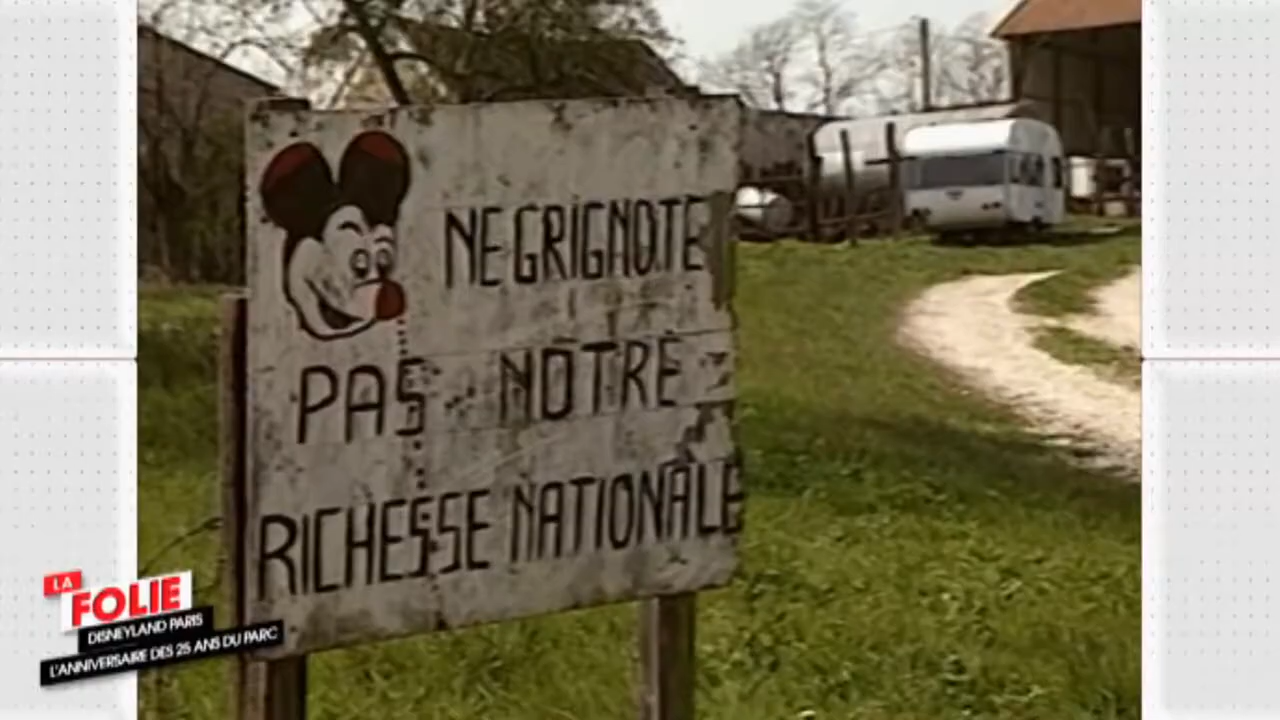 NE GRIGNOTE
PAS NOTRE
RICHESSE NATIONALE
LA
FOLIE
DISNEYLAND PARIS
L'ANNIVERSAIRE DES 25 ANS DU PARC